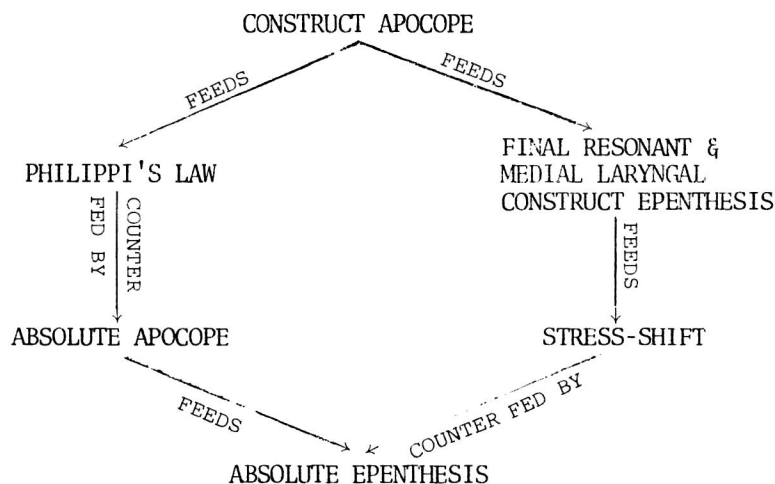 CONSTRUCT APOCOPE
FEEDS
FEEDS
PHILIPPI'S LAW
FINAL RESONANT &
MEDIAL LARYNGAL
CONSTRUCT EPENTHESIS
COUNTER
FED BY
FEEDS
ABSOLUTE APOCOPE
STRESS-SHIFT
FEEDS
COUNTER FED BY
ABSOLUTE EPENTHESIS